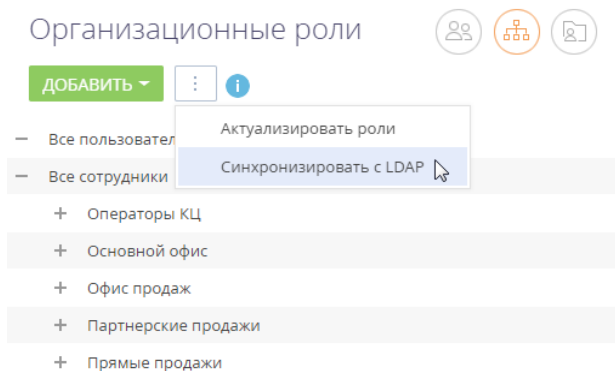 Организационные роли
ДОБАВИТЬ
Актуализировать роли
Все пользовател
Синхронизировать с LDAP
Все сотрудники
Операторы КЦ
Основной офис
Офис продаж
Партнерские продажи
Прямые продажи